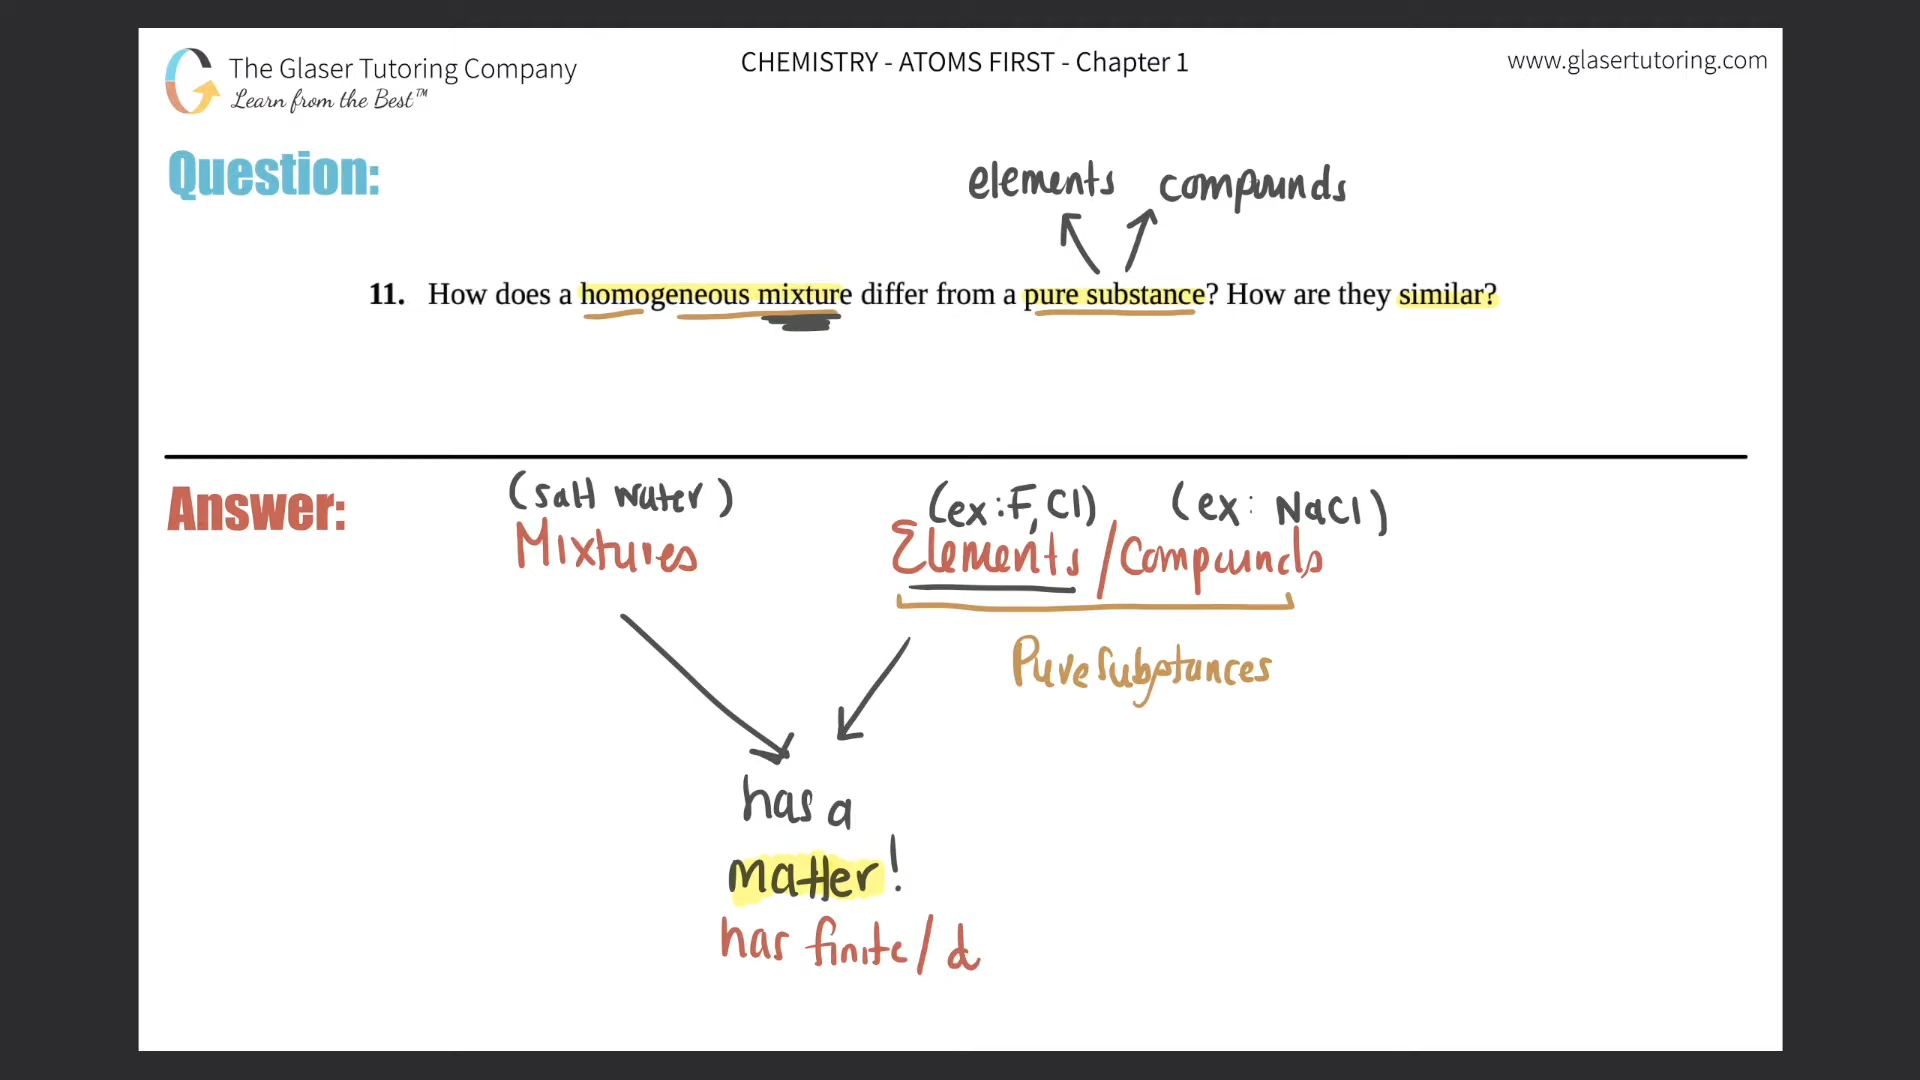 The Glaser Tutoring Company
Learn from the Best™
CHEMISTRY - ATOMS FIRST - Chapter 1
www.glasertutoring.com
Question:
elements compounds
11. How does a homogeneous mixture differ from a pure substance? How are they similar?
Answer:
(salt water) (ex: F, Cl) (ex: NaCl)
Mixtures Elements / Compounds
Pure Substances
has a
matter!
has finite / d